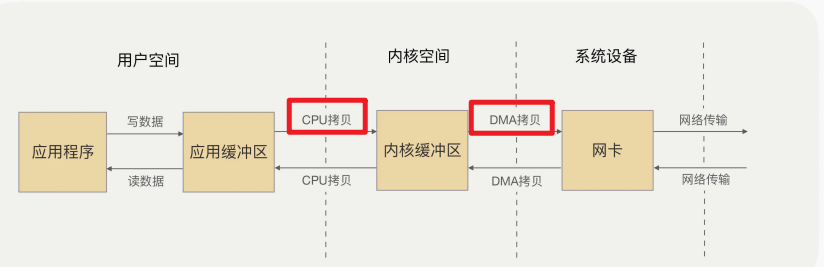 用户空间
内核空间
系统设备
写数据
CPU拷贝
DMA拷贝
网络传输
应用程序
应用缓冲区
内核缓冲区
网卡
读数据
CPU拷贝
DMA拷贝
网络传输